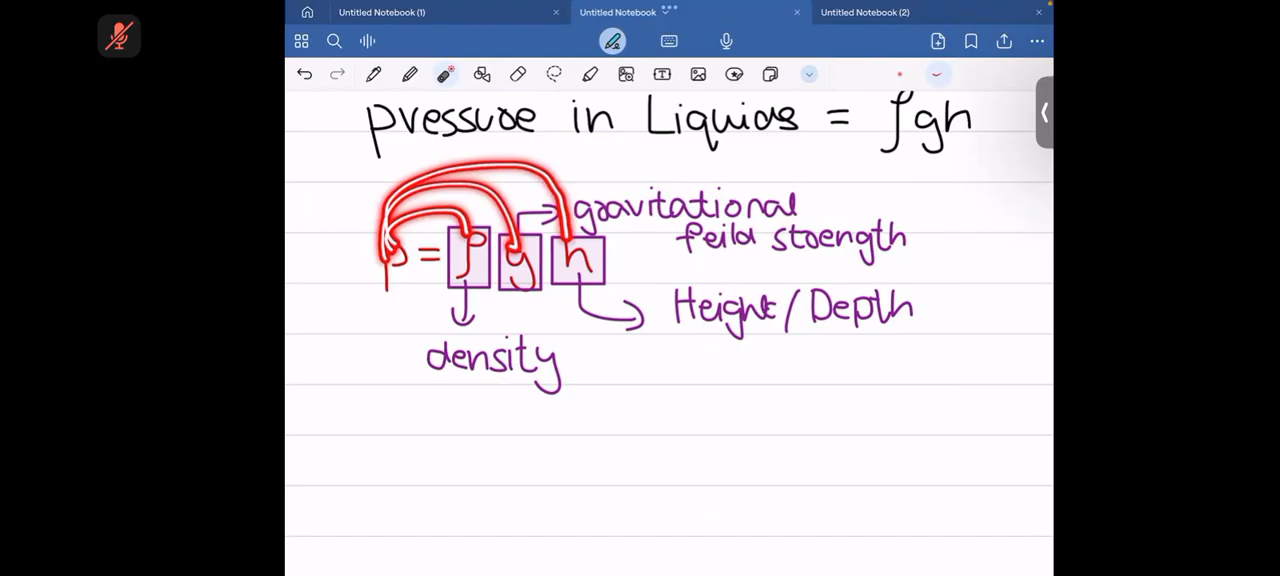 Untitled Notebook (1) Untitled Notebook Untitled Notebook (2)
pressure in Liquids = ρgh
gravitational
feild strength
p = ρ g h
Height/Depth
density